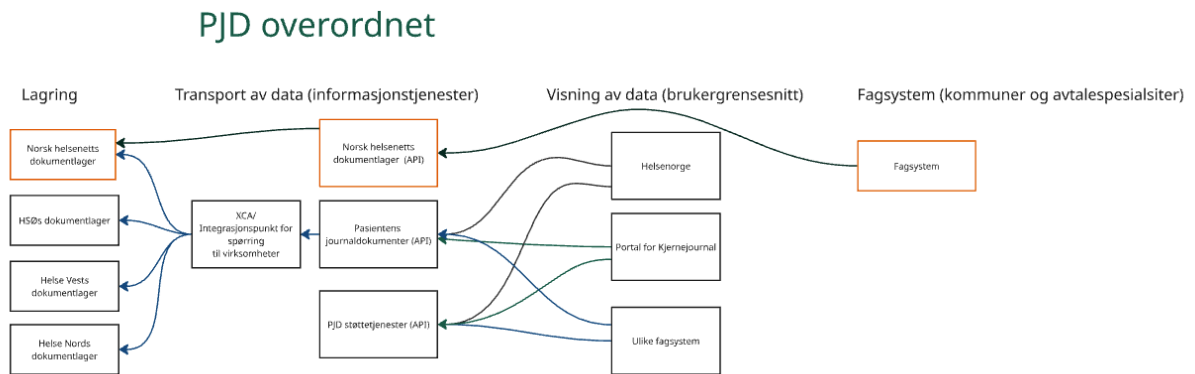 PJD overordnet
Lagring
Transport av data (informasjonstjenester)
Visning av data (brukergrensesnitt)
Fagsystem (kommuner og avtalespesialsiter)
Norsk helsenetts
dokumentlager
HSØs dokumentlager
Helse Vests
dokumentlager
Helse Nords
dokumentlager
XCA/
Integrasjonspunkt for
spørring
til virksomheter
Norsk helsenetts
dokumentlager (API)
Pasientens
journaldokumenter (API)
PJD støttetjenester (API)
Helsenorge
Portal for Kjernejournal
Ulike fagsystem
Fagsystem